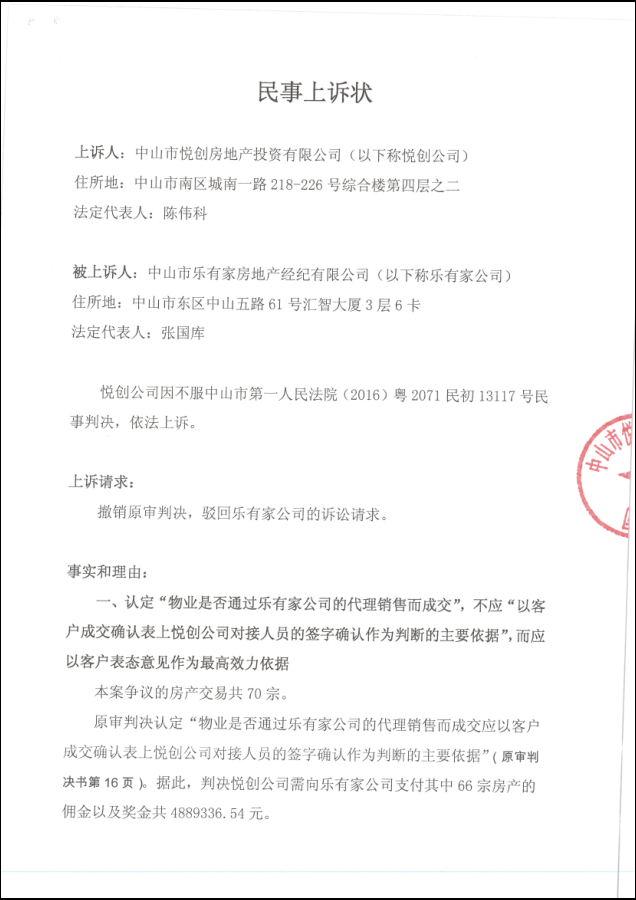 民事上诉状
上诉人：中山市悦创房地产投资有限公司（以下称悦创公司）
住所地：中山市南区城南一路 218-226 号综合楼第四层之二
法定代表人：陈伟科
被上诉人：中山市乐有家房地产经纪有限公司（以下称乐有家公司）
住所地：中山市东区中山五路 61 号汇智大厦 3 层 6 卡
法定代表人：张国库
悦创公司因不服中山市第一人民法院（2016）粤 2071 民初 13117 号民
事判决，依法上诉。
中山市悦
上诉请求：
撤销原审判决，驳回乐有家公司的诉讼请求。
事实和理由：
一、认定“物业是否通过乐有家公司的代理销售而成交”，不应“以客
户成交确认表上悦创公司对接人员的签字确认作为判断的主要依据”,而应
以客户表态意见作为最高效力依据
本案争议的房产交易共 70 宗。
原审判决认定“物业是否通过乐有家公司的代理销售而成交应以客户
成交确认表上悦创公司对接人员的签字确认作为判断的主要依据”( 原审判
决书第 16 页 )。据此，判决悦创公司需向乐有家公司支付其中 66 宗房产的
佣金以及奖金共 4889336.54 元。